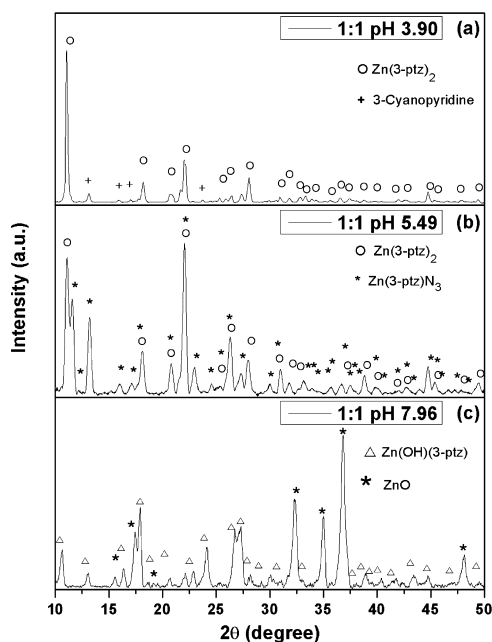 1:1 pH 3.90 (a)
Zn(3-ptz)₂
3-Cyanopyridine
1:1 pH 5.49 (b)
Zn(3-ptz)₂
Zn(3-ptz)N₃
1:1 pH 7.96 (c)
Zn(OH)(3-ptz)
ZnO
Intensity (a.u.)
10 15 20 25 30 35 40 45 50
2θ (degree)